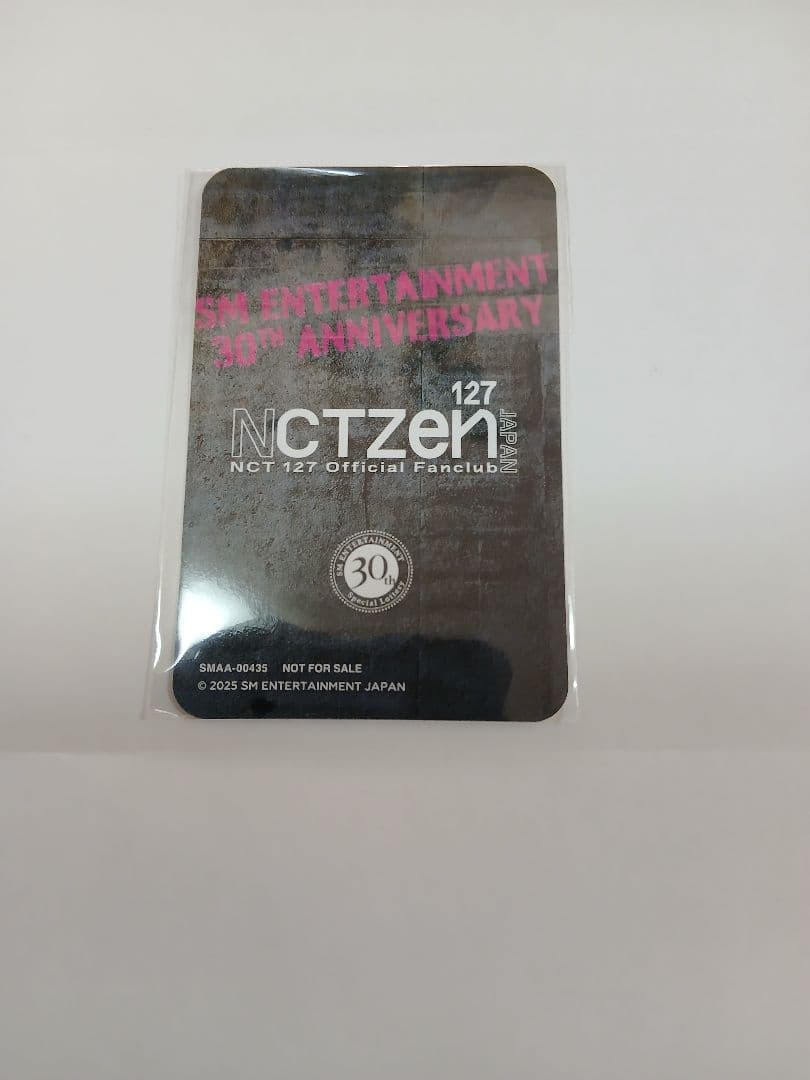 SM ENTERTAINMENT
30TH ANNIVERSARY
127
NCTzen
JAPAN
NCT 127 Official Fanclub
SM ENTERTAINMENT
30th
Special Lottery
SMAA-00435 NOT FOR SALE
© 2025 SM ENTERTAINMENT JAPAN